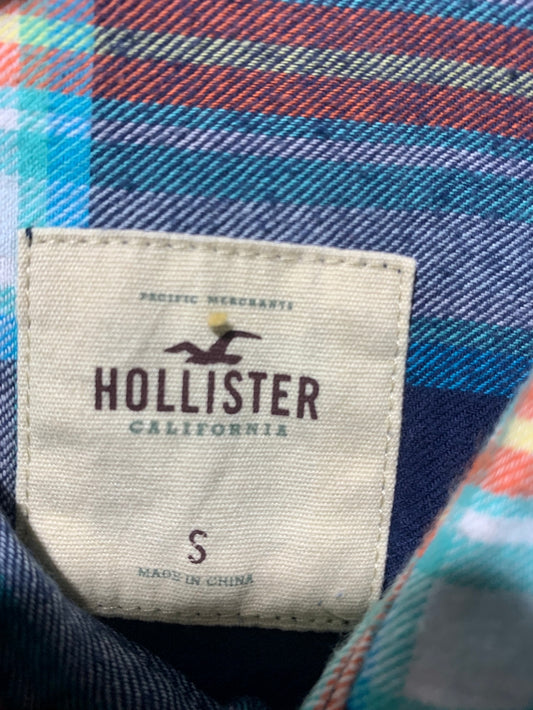 PACIFIC MERCHANTS
HOLLISTER
CALIFORNIA
S
MADE IN CHINA